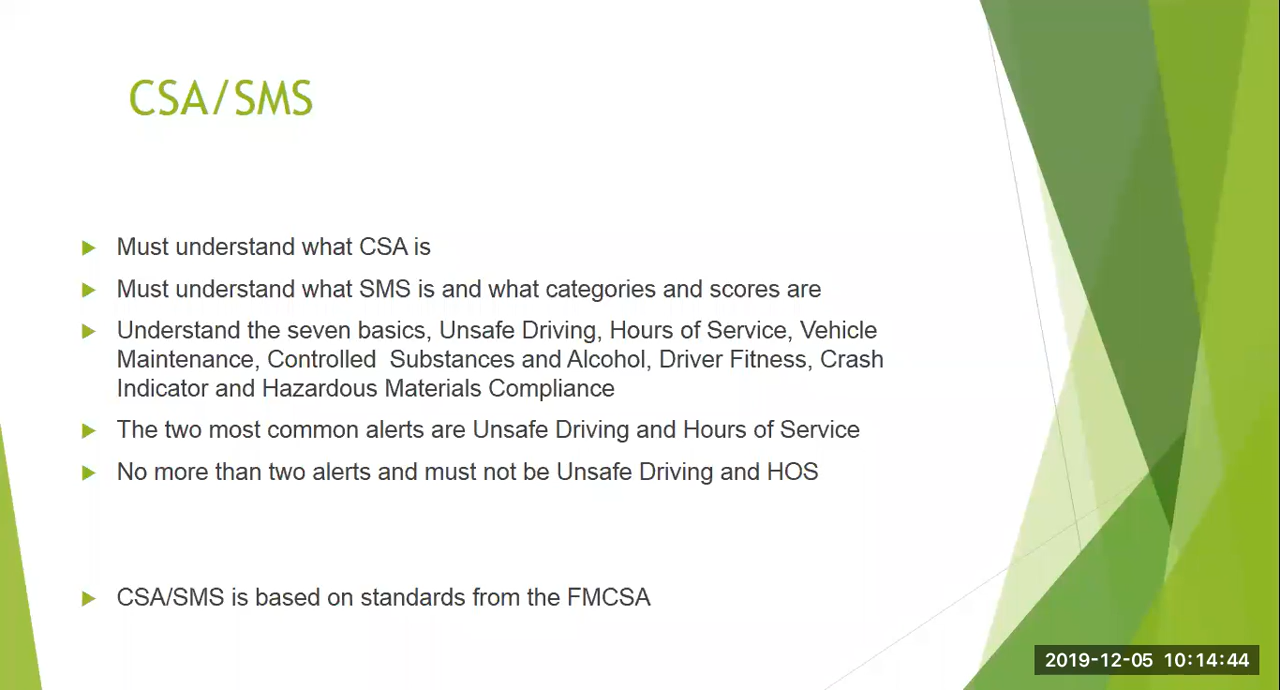 CSA/SMS
Must understand what CSA is
Must understand what SMS is and what categories and scores are
Understand the seven basics, Unsafe Driving, Hours of Service, Vehicle
Maintenance, Controlled  Substances and Alcohol, Driver Fitness, Crash
Indicator and Hazardous Materials Compliance
The two most common alerts are Unsafe Driving and Hours of Service
No more than two alerts and must not be Unsafe Driving and HOS
CSA/SMS is based on standards from the FMCSA
2019-12-05 10:14:44